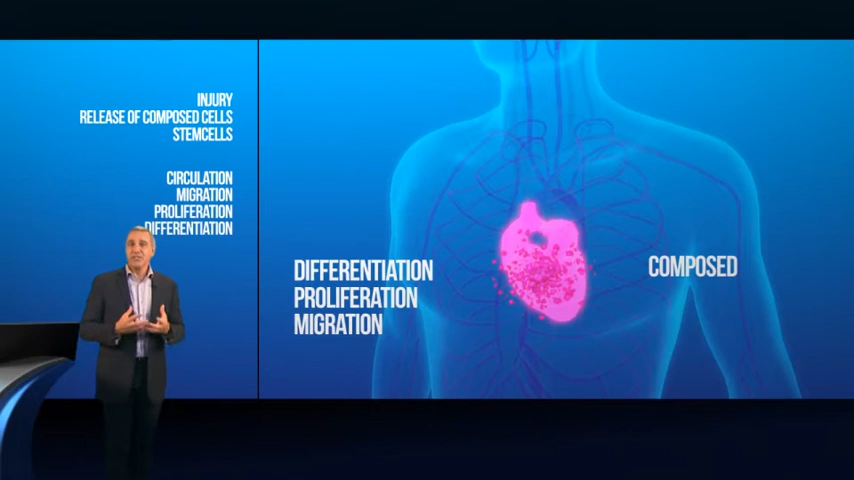 INJURY
RELEASE OF COMPOSED CELLS
STEMCELLS
CIRCULATION
MIGRATION
PROLIFERATION
DIFFERENTIATION
DIFFERENTIATION
PROLIFERATION
MIGRATION
COMPOSED